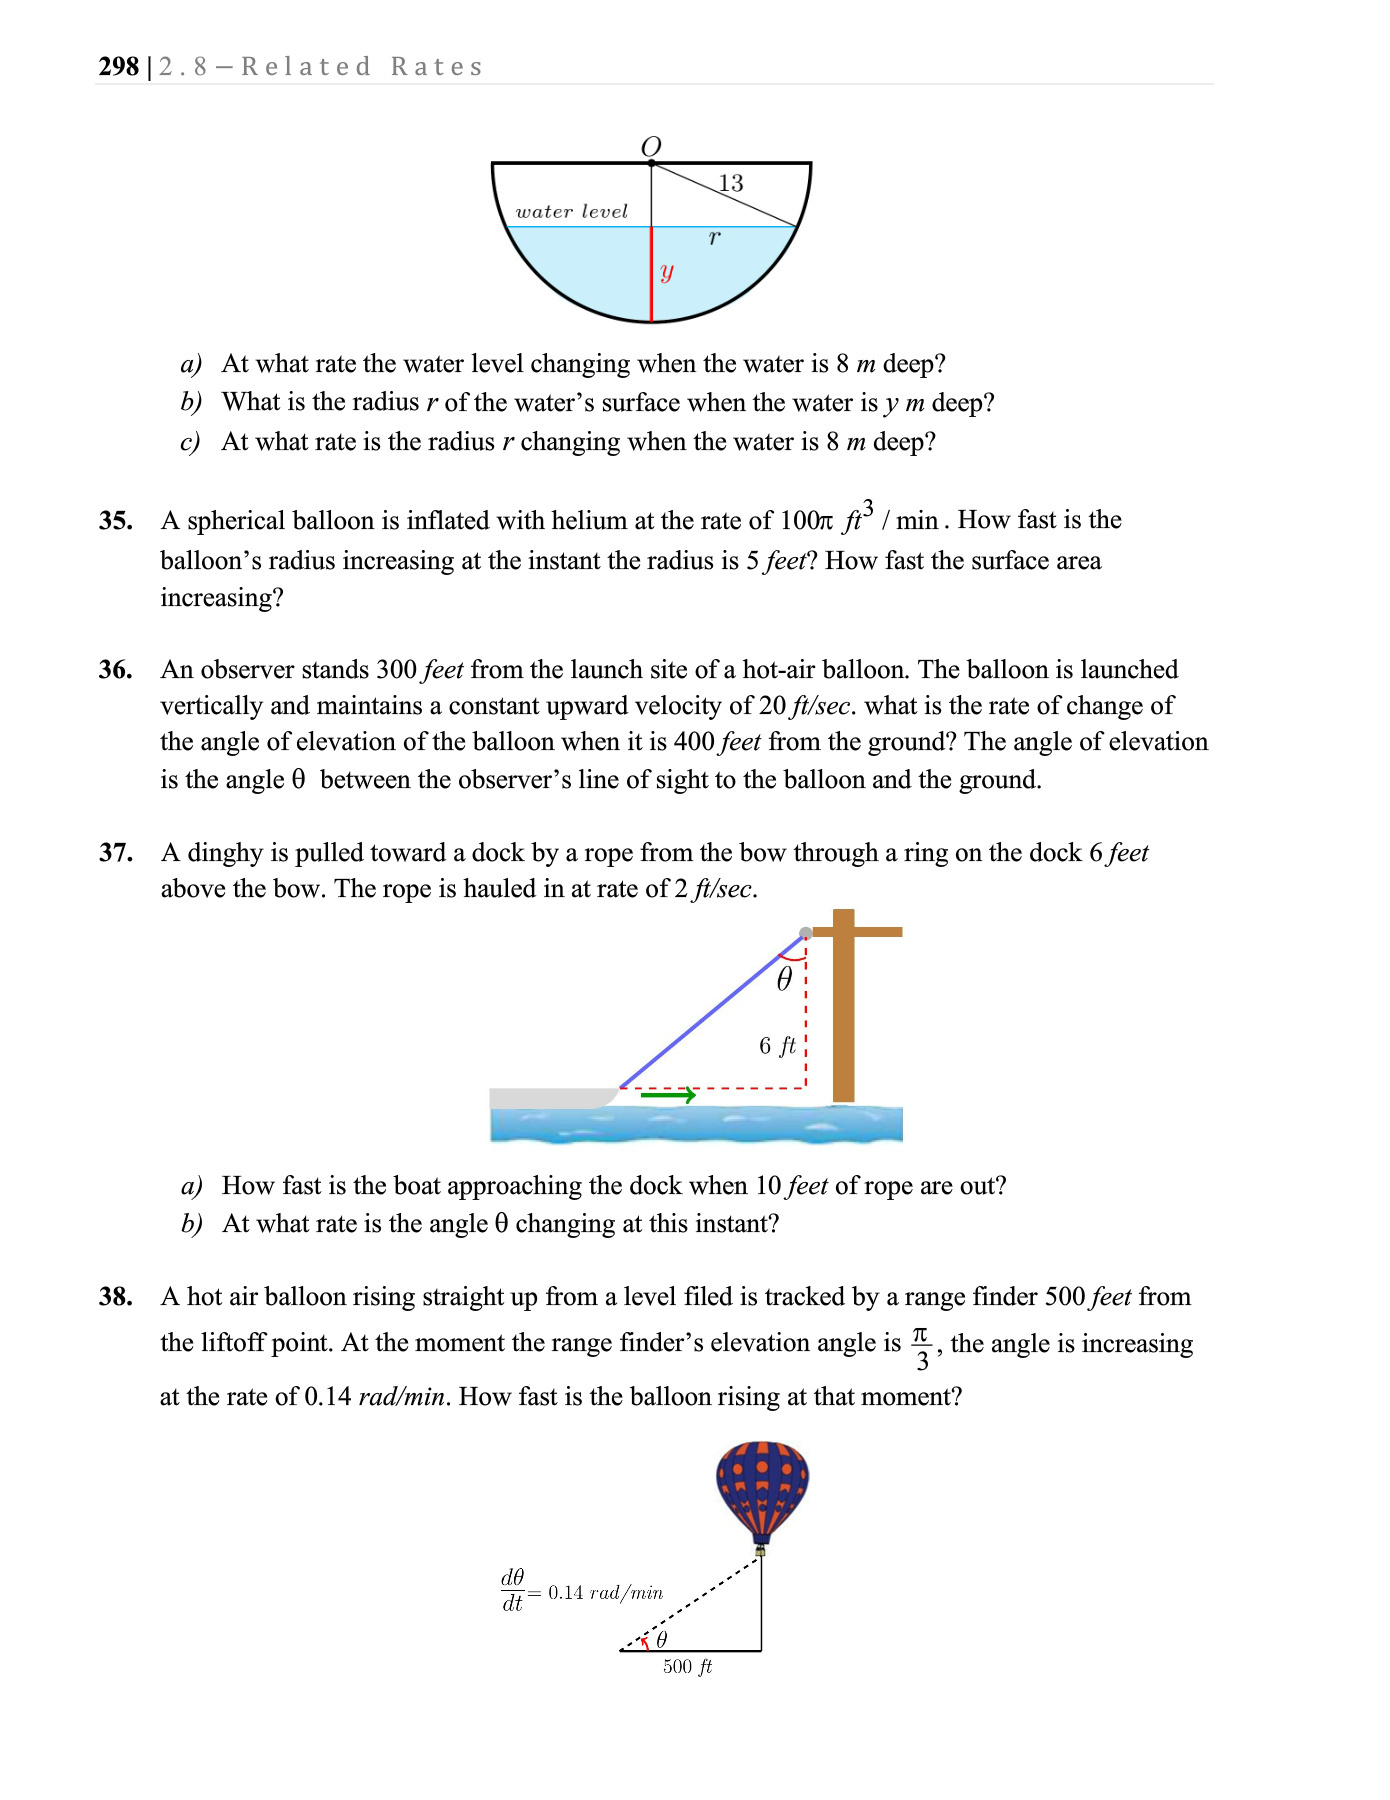 298 | 2.8 – Related Rates
O
13
water level
r
y
a) At what rate the water level changing when the water is 8 m deep?
b) What is the radius r of the water’s surface when the water is y m deep?
c) At what rate is the radius r changing when the water is 8 m deep?
35. A spherical balloon is inflated with helium at the rate of 100π ft³ / min . How fast is the
balloon’s radius increasing at the instant the radius is 5 feet? How fast the surface area
increasing?
36. An observer stands 300 feet from the launch site of a hot-air balloon. The balloon is launched
vertically and maintains a constant upward velocity of 20 ft/sec. what is the rate of change of
the angle of elevation of the balloon when it is 400 feet from the ground? The angle of elevation
is the angle θ between the observer’s line of sight to the balloon and the ground.
37. A dinghy is pulled toward a dock by a rope from the bow through a ring on the dock 6 feet
above the bow. The rope is hauled in at rate of 2 ft/sec.
θ
6 ft
a) How fast is the boat approaching the dock when 10 feet of rope are out?
b) At what rate is the angle θ changing at this instant?
38. A hot air balloon rising straight up from a level filed is tracked by a range finder 500 feet from
the liftoff point. At the moment the range finder’s elevation angle is π/3, the angle is increasing
at the rate of 0.14 rad/min. How fast is the balloon rising at that moment?
dθ/dt = 0.14 rad/min
θ
500 ft